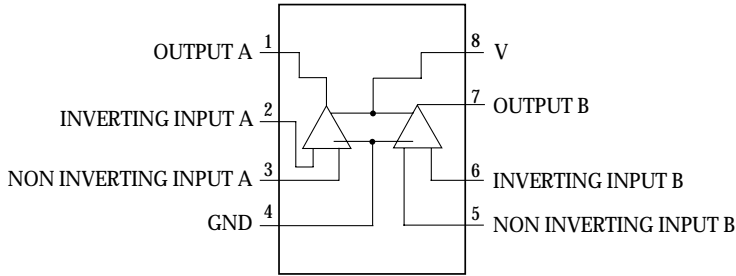 OUTPUT A 1
8 V
7 OUTPUT B
2
INVERTING INPUT A
3
NON INVERTING INPUT A
6 INVERTING INPUT B
4
GND
5 NON INVERTING INPUT B